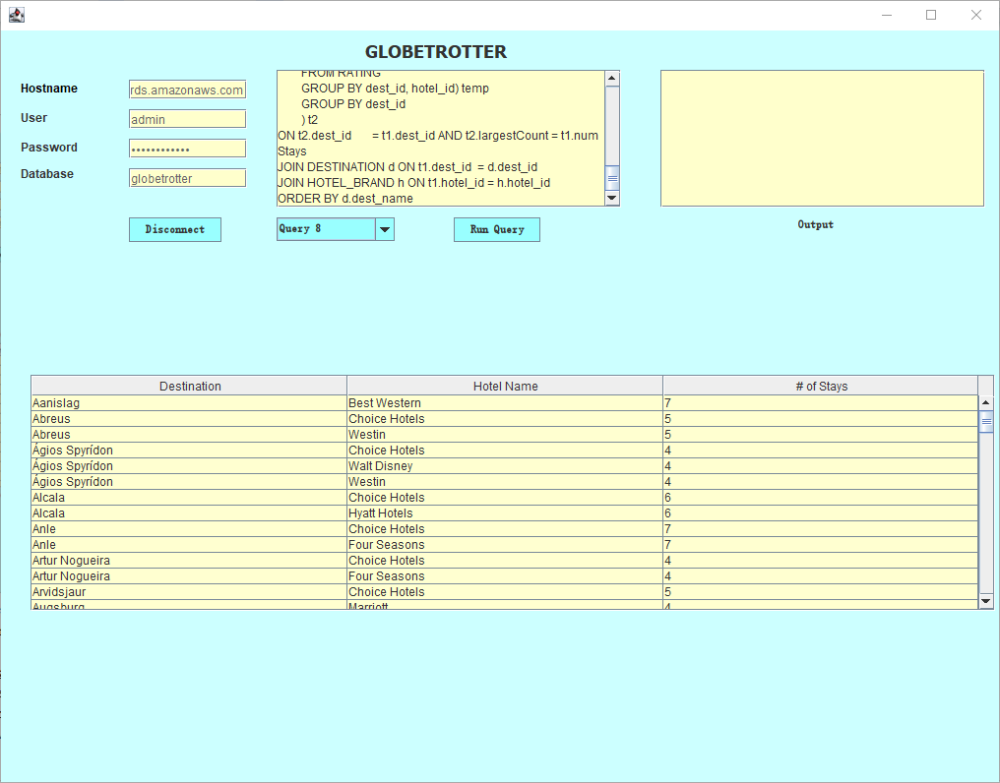 GLOBETROTTER
Hostname
rds.amazonaws.com
User
admin
Password
••••••••••••
Database
globetrotter
FROM RATING
GROUP BY dest_id, hotel_id) temp
GROUP BY dest_id
) t2
ON t2.dest_id = t1.dest_id AND t2.largestCount = t1.num
Stays
JOIN DESTINATION d ON t1.dest_id = d.dest_id
JOIN HOTEL_BRAND h ON t1.hotel_id = h.hotel_id
ORDER BY d.dest_name
Disconnect
Query 8
Run Query
Output
Destination Hotel Name # of Stays
Aanislag Best Western 7
Abreus Choice Hotels 5
Abreus Westin 5
Ágios Spyrídon Choice Hotels 4
Ágios Spyrídon Walt Disney 4
Ágios Spyrídon Westin 4
Alcala Choice Hotels 6
Alcala Hyatt Hotels 6
Anle Choice Hotels 7
Anle Four Seasons 7
Artur Nogueira Choice Hotels 4
Artur Nogueira Four Seasons 4
Arvidsjaur Choice Hotels 5
Augsburg Marriott 4